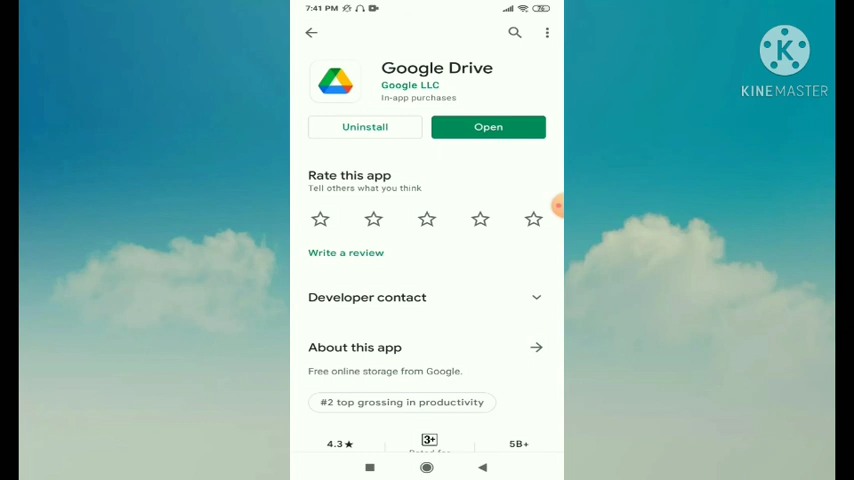 7:41 PM
Google Drive
Google LLC
In-app purchases
Uninstall
Open
Rate this app
Tell others what you think
Write a review
Developer contact
About this app
Free online storage from Google.
#2 top grossing in productivity
4.3★
3+
5B+
K
KINEMASTER